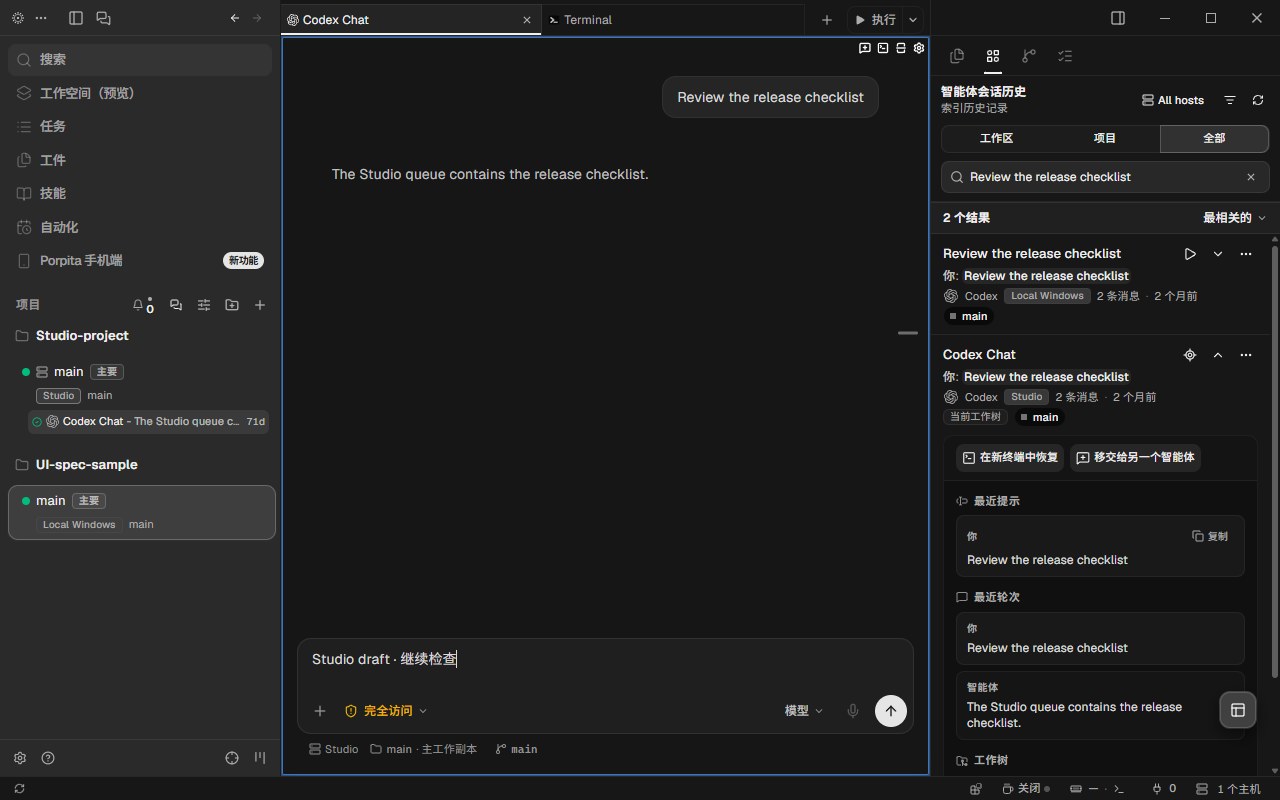 搜索
工作空间（预览）
任务
工件
技能
自动化
Porpita 手机端
新功能
项目
0
Studio-project
main 主要
Studio main
Codex Chat - The Studio queue c... 71d
UI-spec-sample
main 主要
Local Windows main
Codex Chat
Terminal
执行
Review the release checklist
The Studio queue contains the release checklist.
Studio draft · 继续检查
完全访问
模型
Studio main · 主工作副本 main
智能体会话历史
索引历史记录
All hosts
工作区 项目 全部
Review the release checklist
2 个结果
最相关的
Review the release checklist
你: Review the release checklist
Codex Local Windows 2 条消息 · 2 个月前
main
Codex Chat
你: Review the release checklist
Codex Studio 2 条消息 · 2 个月前
当前工作树 main
在新终端中恢复 移交给另一个智能体
最近提示
你
复制
Review the release checklist
最近轮次
你
Review the release checklist
智能体
The Studio queue contains the release
checklist.
工作树
关闭
0
1 个主机